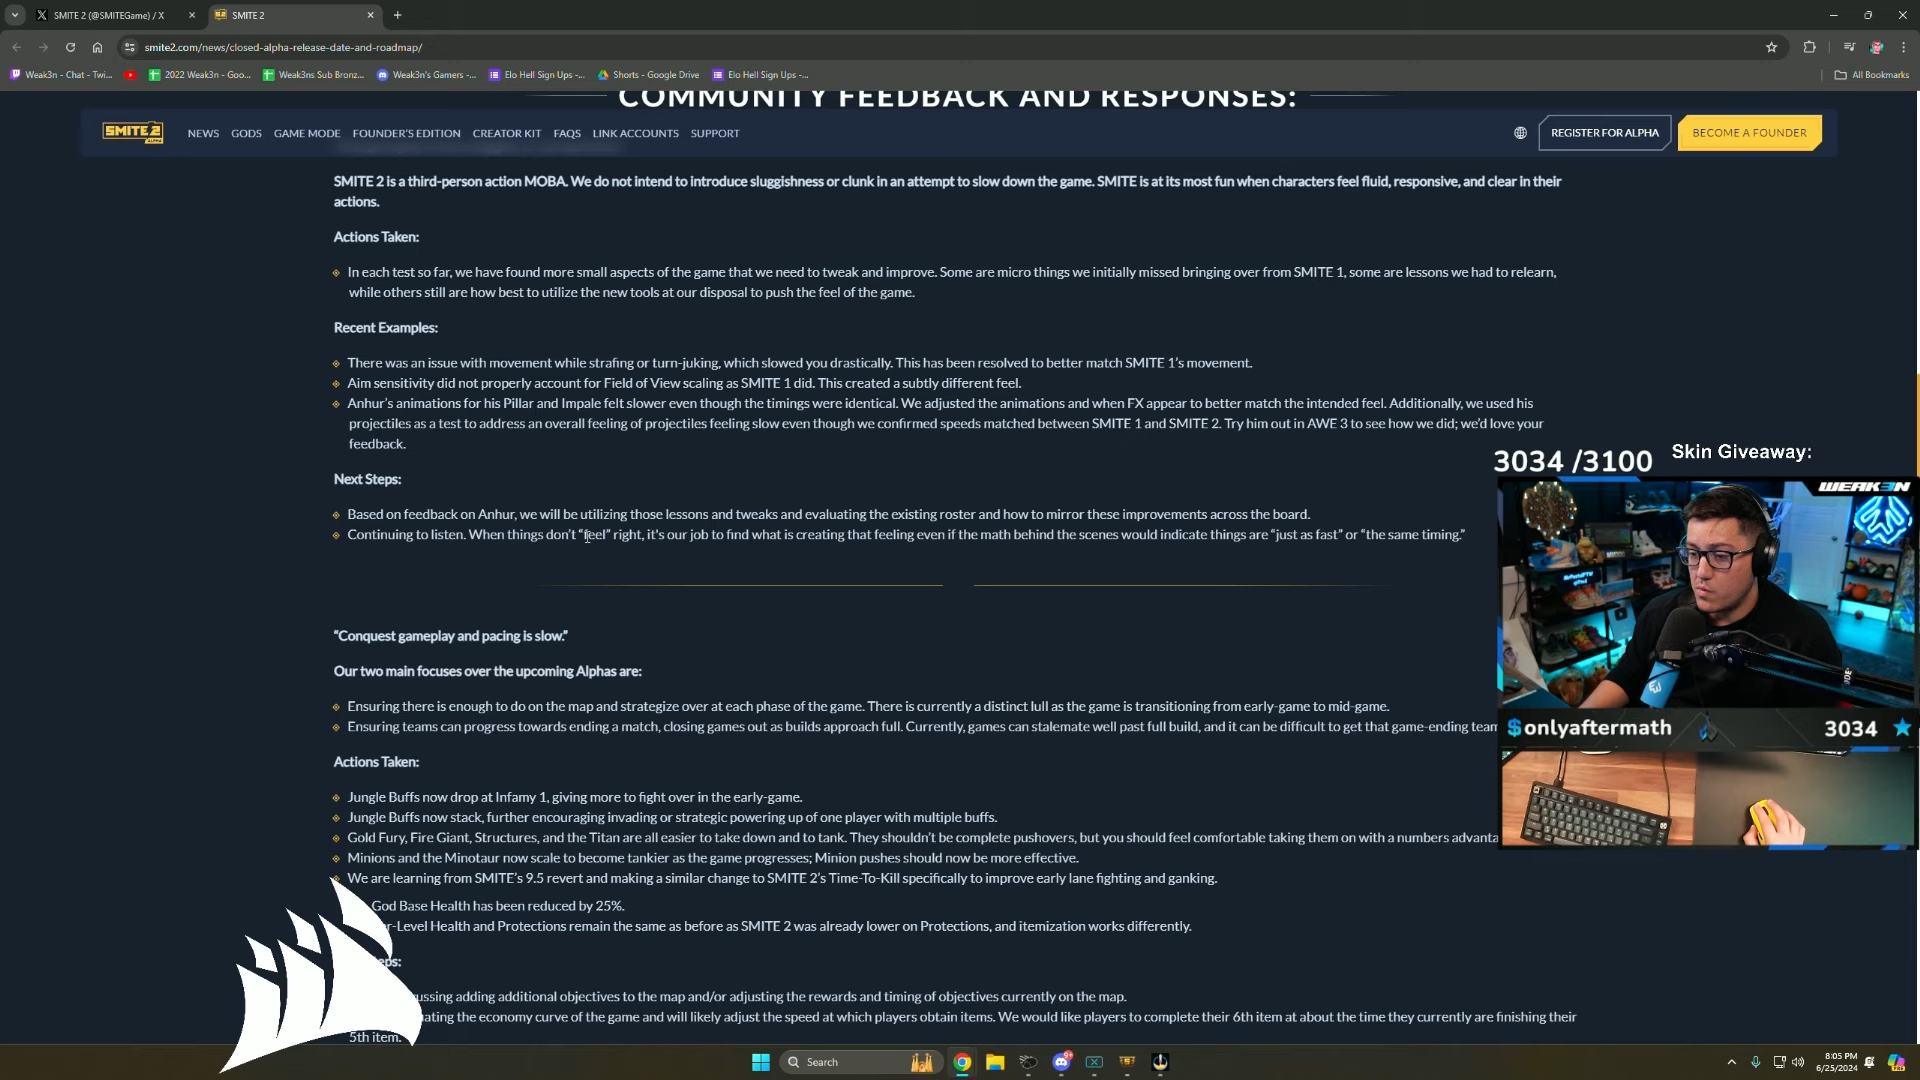 SMITE 2 (@SMITEGame) / X
SMITE 2
smite2.com/news/closed-alpha-release-date-and-roadmap/
Weak3n - Chat - Twi...
2022 Weak3n - Goo...
Weak3ns Sub Bronz...
Weak3n's Gamers -...
Elo Hell Sign Ups -...
Shorts - Google Drive
Elo Hell Sign Ups -...
All Bookmarks
COMMUNITY FEEDBACK AND RESPONSES:
SMITE 2
ALPHA
NEWS
GODS
GAME MODE
FOUNDER'S EDITION
CREATOR KIT
FAQS
LINK ACCOUNTS
SUPPORT
REGISTER FOR ALPHA
BECOME A FOUNDER
SMITE 2 is a third-person action MOBA. We do not intend to introduce sluggishness or clunk in an attempt to slow down the game. SMITE is at its most fun when characters feel fluid, responsive, and clear in their
actions.
Actions Taken:
In each test so far, we have found more small aspects of the game that we need to tweak and improve. Some are micro things we initially missed bringing over from SMITE 1, some are lessons we had to relearn,
while others still are how best to utilize the new tools at our disposal to push the feel of the game.
Recent Examples:
There was an issue with movement while strafing or turn-juking, which slowed you drastically. This has been resolved to better match SMITE 1's movement.
Aim sensitivity did not properly account for Field of View scaling as SMITE 1 did. This created a subtly different feel.
Anhur's animations for his Pillar and Impale felt slower even though the timings were identical. We adjusted the animations and when FX appear to better match the intended feel. Additionally, we used his
projectiles as a test to address an overall feeling of projectiles feeling slow even though we confirmed speeds matched between SMITE 1 and SMITE 2. Try him out in AWE 3 to see how we did; we'd love your
feedback.
Next Steps:
Based on feedback on Anhur, we will be utilizing those lessons and tweaks and evaluating the existing roster and how to mirror these improvements across the board.
Continuing to listen. When things don't “feel” right, it's our job to find what is creating that feeling even if the math behind the scenes would indicate things are “just as fast” or “the same timing.”
“Conquest gameplay and pacing is slow.”
Our two main focuses over the upcoming Alphas are:
Ensuring there is enough to do on the map and strategize over at each phase of the game. There is currently a distinct lull as the game is transitioning from early-game to mid-game.
Ensuring teams can progress towards ending a match, closing games out as builds approach full. Currently, games can stalemate well past full build, and it can be difficult to get that game-ending team
Actions Taken:
Jungle Buffs now drop at Infamy 1, giving more to fight over in the early-game.
Jungle Buffs now stack, further encouraging invading or strategic powering up of one player with multiple buffs.
Gold Fury, Fire Giant, Structures, and the Titan are all easier to take down and to tank. They shouldn't be complete pushovers, but you should feel comfortable taking them on with a numbers advanta
Minions and the Minotaur now scale to become tankier as the game progresses; Minion pushes should now be more effective.
We are learning from SMITE's 9.5 revert and making a similar change to SMITE 2's Time-To-Kill specifically to improve early lane fighting and ganking.
God Base Health has been reduced by 25%.
r-Level Health and Protections remain the same as before as SMITE 2 was already lower on Protections, and itemization works differently.
eps:
ussing adding additional objectives to the map and/or adjusting the rewards and timing of objectives currently on the map.
ating the economy curve of the game and will likely adjust the speed at which players obtain items. We would like players to complete their 6th item at about the time they currently are finishing their
5th item.
3034 /3100
Skin Giveaway:
WEAK3N
$onlyaftermath
3034
Search
8:05 PM
6/25/2024